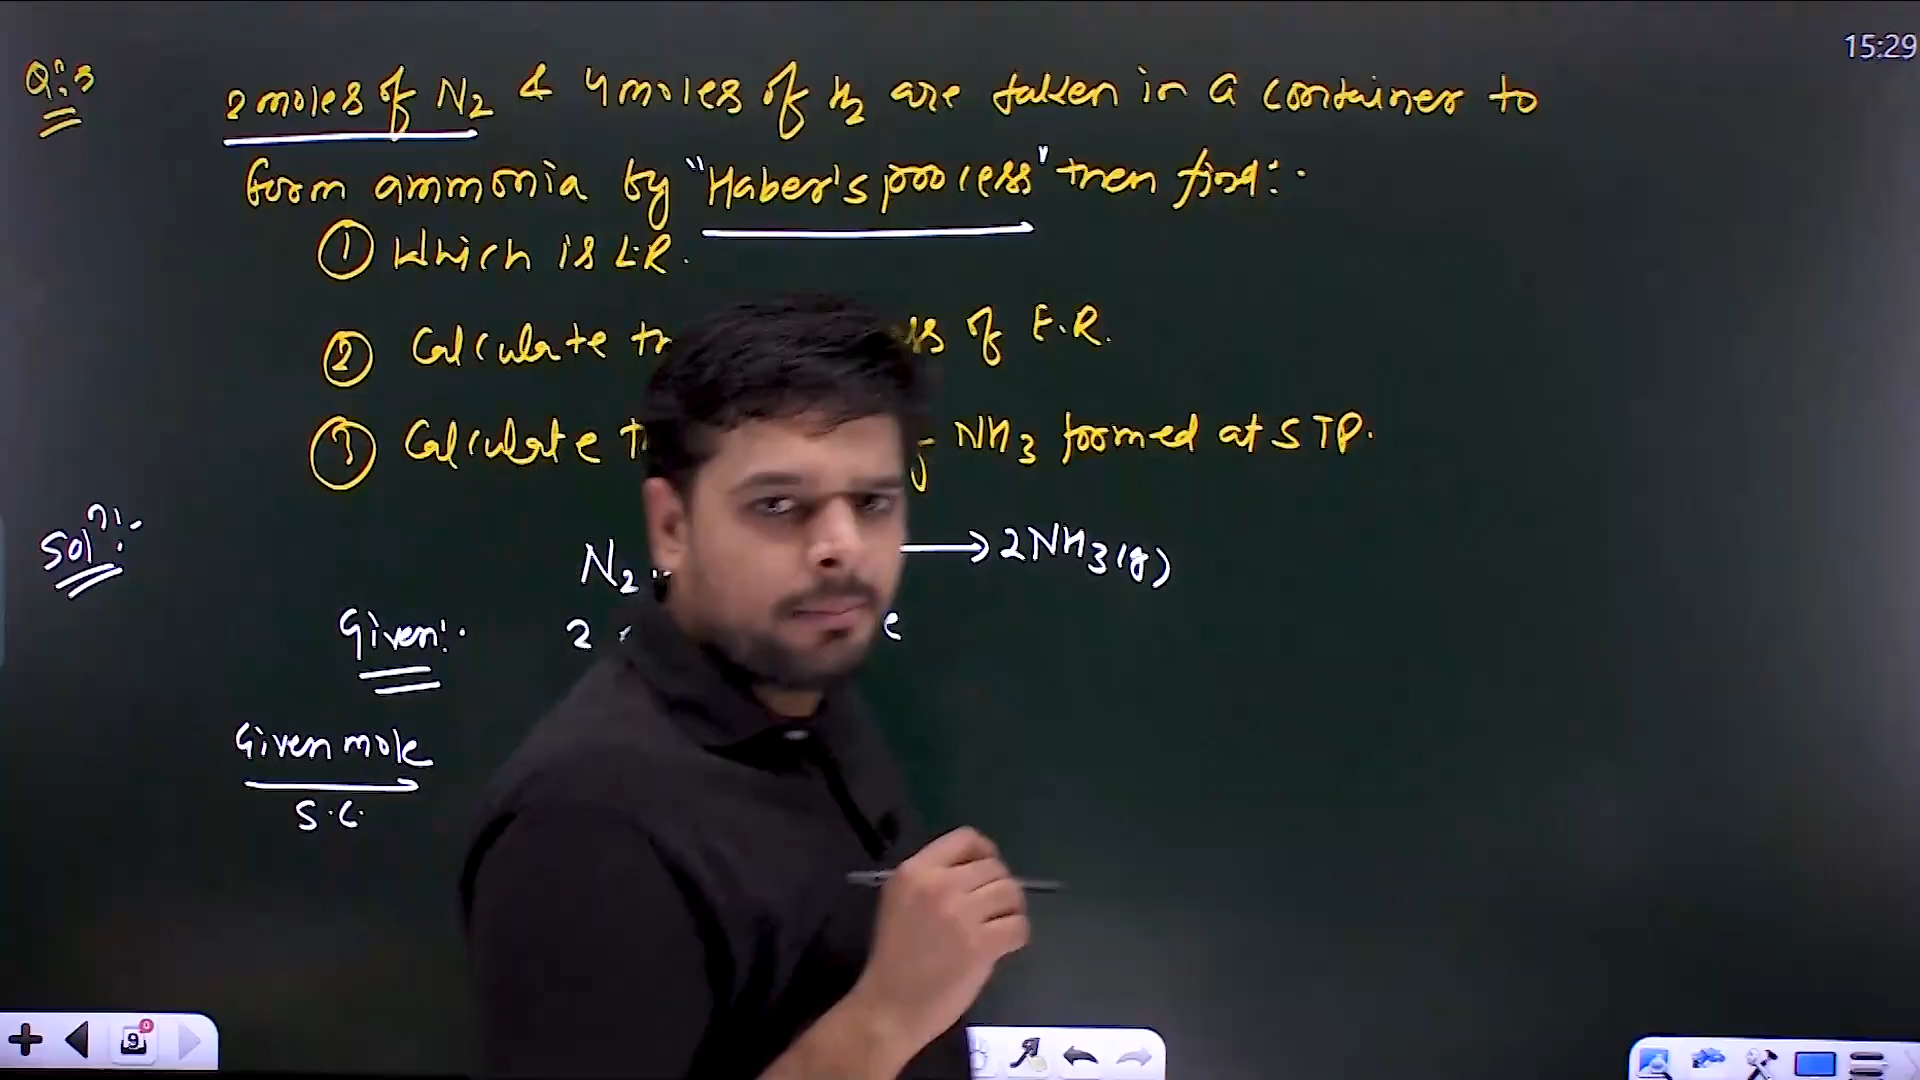 15:29
Q:3 2 moles of N2 & 4 moles of H2 are taken in a container to
form ammonia by "Haber's process" then find:-
① Which is L.R.
② Calculate of E.R.
③ Calculate NH3 formed at STP.
Sol?:- N2 → 2NH3(g)
Given:- 2
Given mole
S.C.
9
0